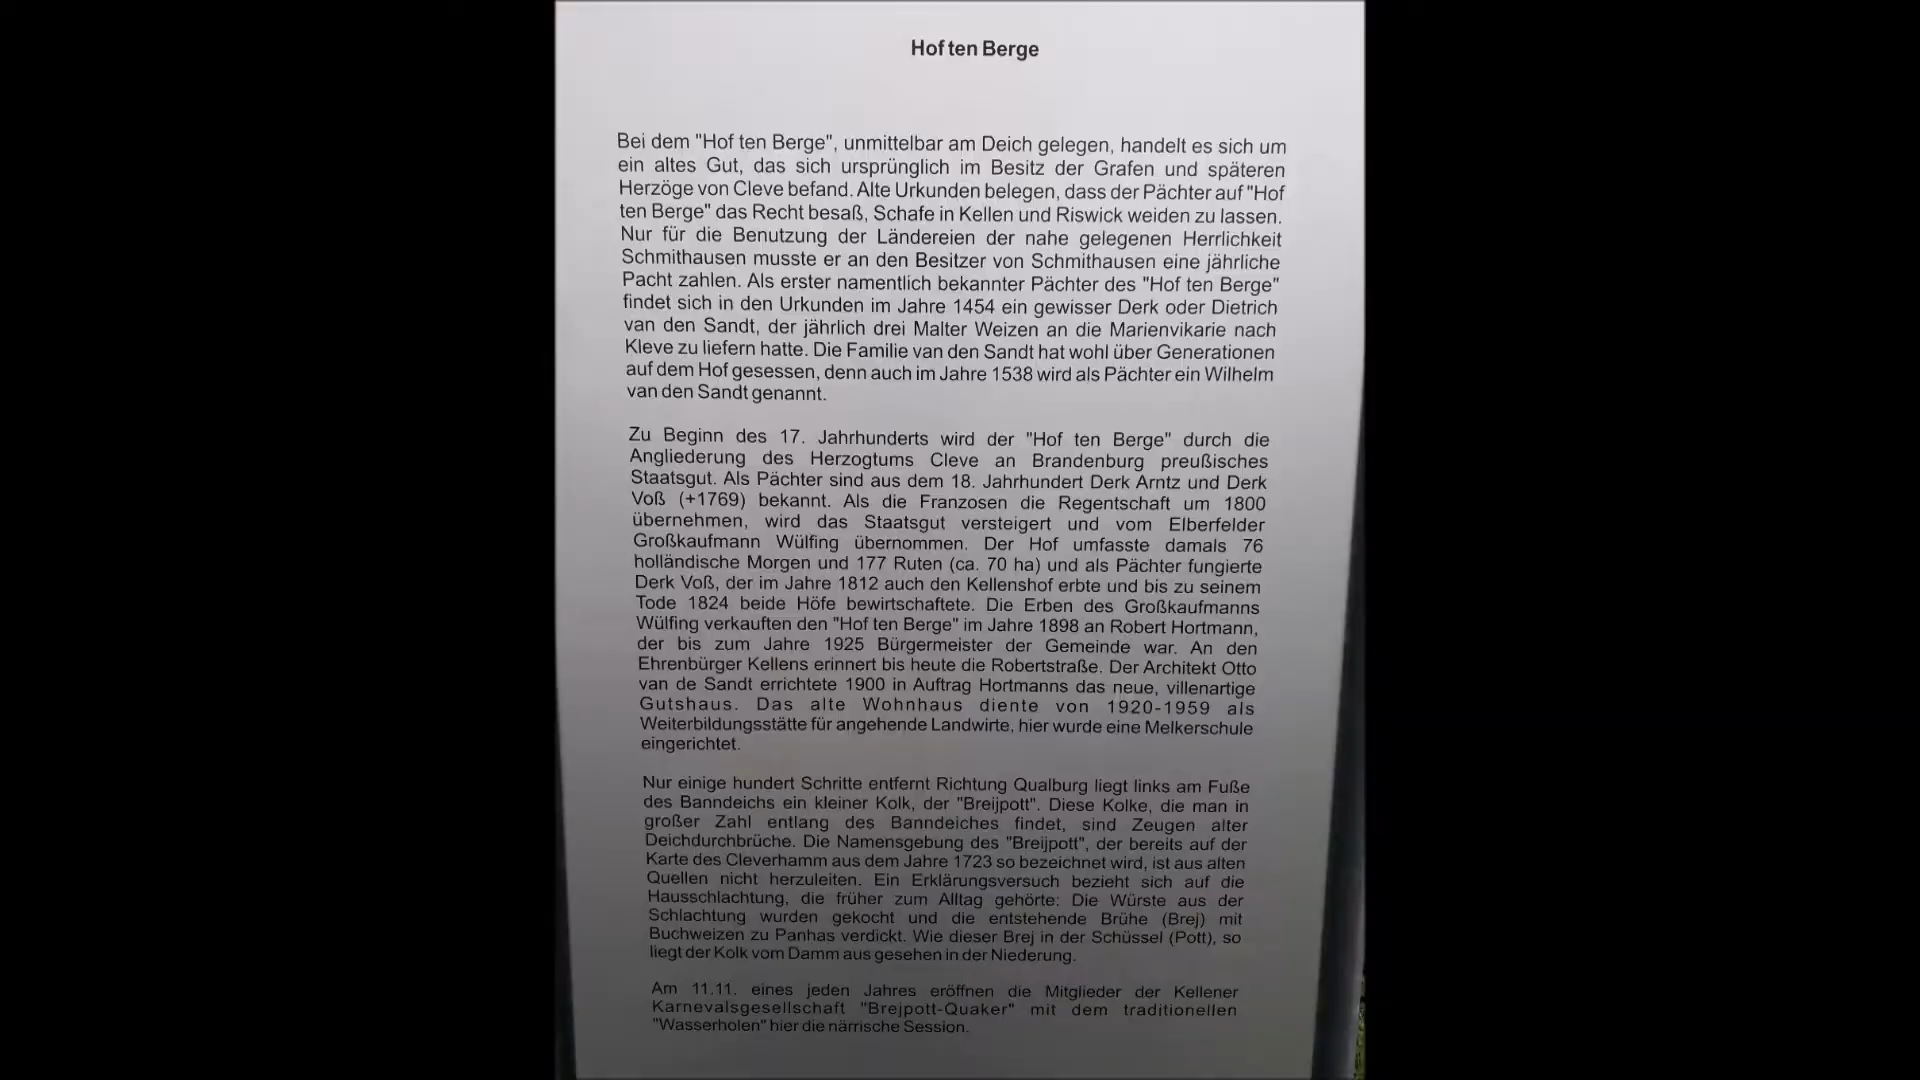 Hof ten Berge
Bei dem "Hof ten Berge", unmittelbar am Deich gelegen, handelt es sich um
ein altes Gut, das sich ursprünglich im Besitz der Grafen und späteren
Herzöge von Cleve befand. Alte Urkunden belegen, dass der Pächter auf "Hof
ten Berge" das Recht besaß, Schafe in Kellen und Riswick weiden zu lassen.
Nur für die Benutzung der Ländereien der nahe gelegenen Herrlichkeit
Schmithausen musste er an den Besitzer von Schmithausen eine jährliche
Pacht zahlen. Als erster namentlich bekannter Pächter des "Hof ten Berge"
findet sich in den Urkunden im Jahre 1454 ein gewisser Derk oder Dietrich
van den Sandt, der jährlich drei Malter Weizen an die Marienvikarie nach
Kleve zu liefern hatte. Die Familie van den Sandt hat wohl über Generationen
auf dem Hof gesessen, denn auch im Jahre 1538 wird als Pächter ein Wilhelm
van den Sandt genannt.
Zu Beginn des 17. Jahrhunderts wird der "Hof ten Berge" durch die
Angliederung des Herzogtums Cleve an Brandenburg preußisches
Staatsgut. Als Pächter sind aus dem 18. Jahrhundert Derk Arntz und Derk
Voß (+1769) bekannt. Als die Franzosen die Regentschaft um 1800
übernehmen, wird das Staatsgut versteigert und vom Elberfelder
Großkaufmann Wülfing übernommen. Der Hof umfasste damals 76
holländische Morgen und 177 Ruten (ca. 70 ha) und als Pächter fungierte
Derk Voß, der im Jahre 1812 auch den Kellenshof erbte und bis zu seinem
Tode 1824 beide Höfe bewirtschaftete. Die Erben des Großkaufmanns
Wülfing verkauften den "Hof ten Berge" im Jahre 1898 an Robert Hortmann,
der bis zum Jahre 1925 Bürgermeister der Gemeinde war. An den
Ehrenbürger Kellens erinnert bis heute die Robertstraße. Der Architekt Otto
van de Sandt errichtete 1900 in Auftrag Hortmanns das neue, villenartige
Gutshaus. Das alte Wohnhaus diente von 1920-1959 als
Weiterbildungsstätte für angehende Landwirte, hier wurde eine Melkerschule
eingerichtet.
Nur einige hundert Schritte entfernt Richtung Qualburg liegt links am Fuße
des Banndeichs ein kleiner Kolk, der "Breijpott". Diese Kolke, die man in
großer Zahl entlang des Banndeiches findet, sind Zeugen alter
Deichdurchbrüche. Die Namensgebung des "Breijpott", der bereits auf der
Karte des Cleverhamm aus dem Jahre 1723 so bezeichnet wird, ist aus alten
Quellen nicht herzuleiten. Ein Erklärungsversuch bezieht sich auf die
Hausschlachtung, die früher zum Alltag gehörte: Die Würste aus der
Schlachtung wurden gekocht und die entstehende Brühe (Brej) mit
Buchweizen zu Panhas verdickt. Wie dieser Brej in der Schüssel (Pott), so
liegt der Kolk vom Damm aus gesehen in der Niederung.
Am 11.11. eines jeden Jahres eröffnen die Mitglieder der Kellener
Karnevalsgesellschaft "Brejpott-Quaker" mit dem traditionellen
"Wasserholen" hier die närrische Session.